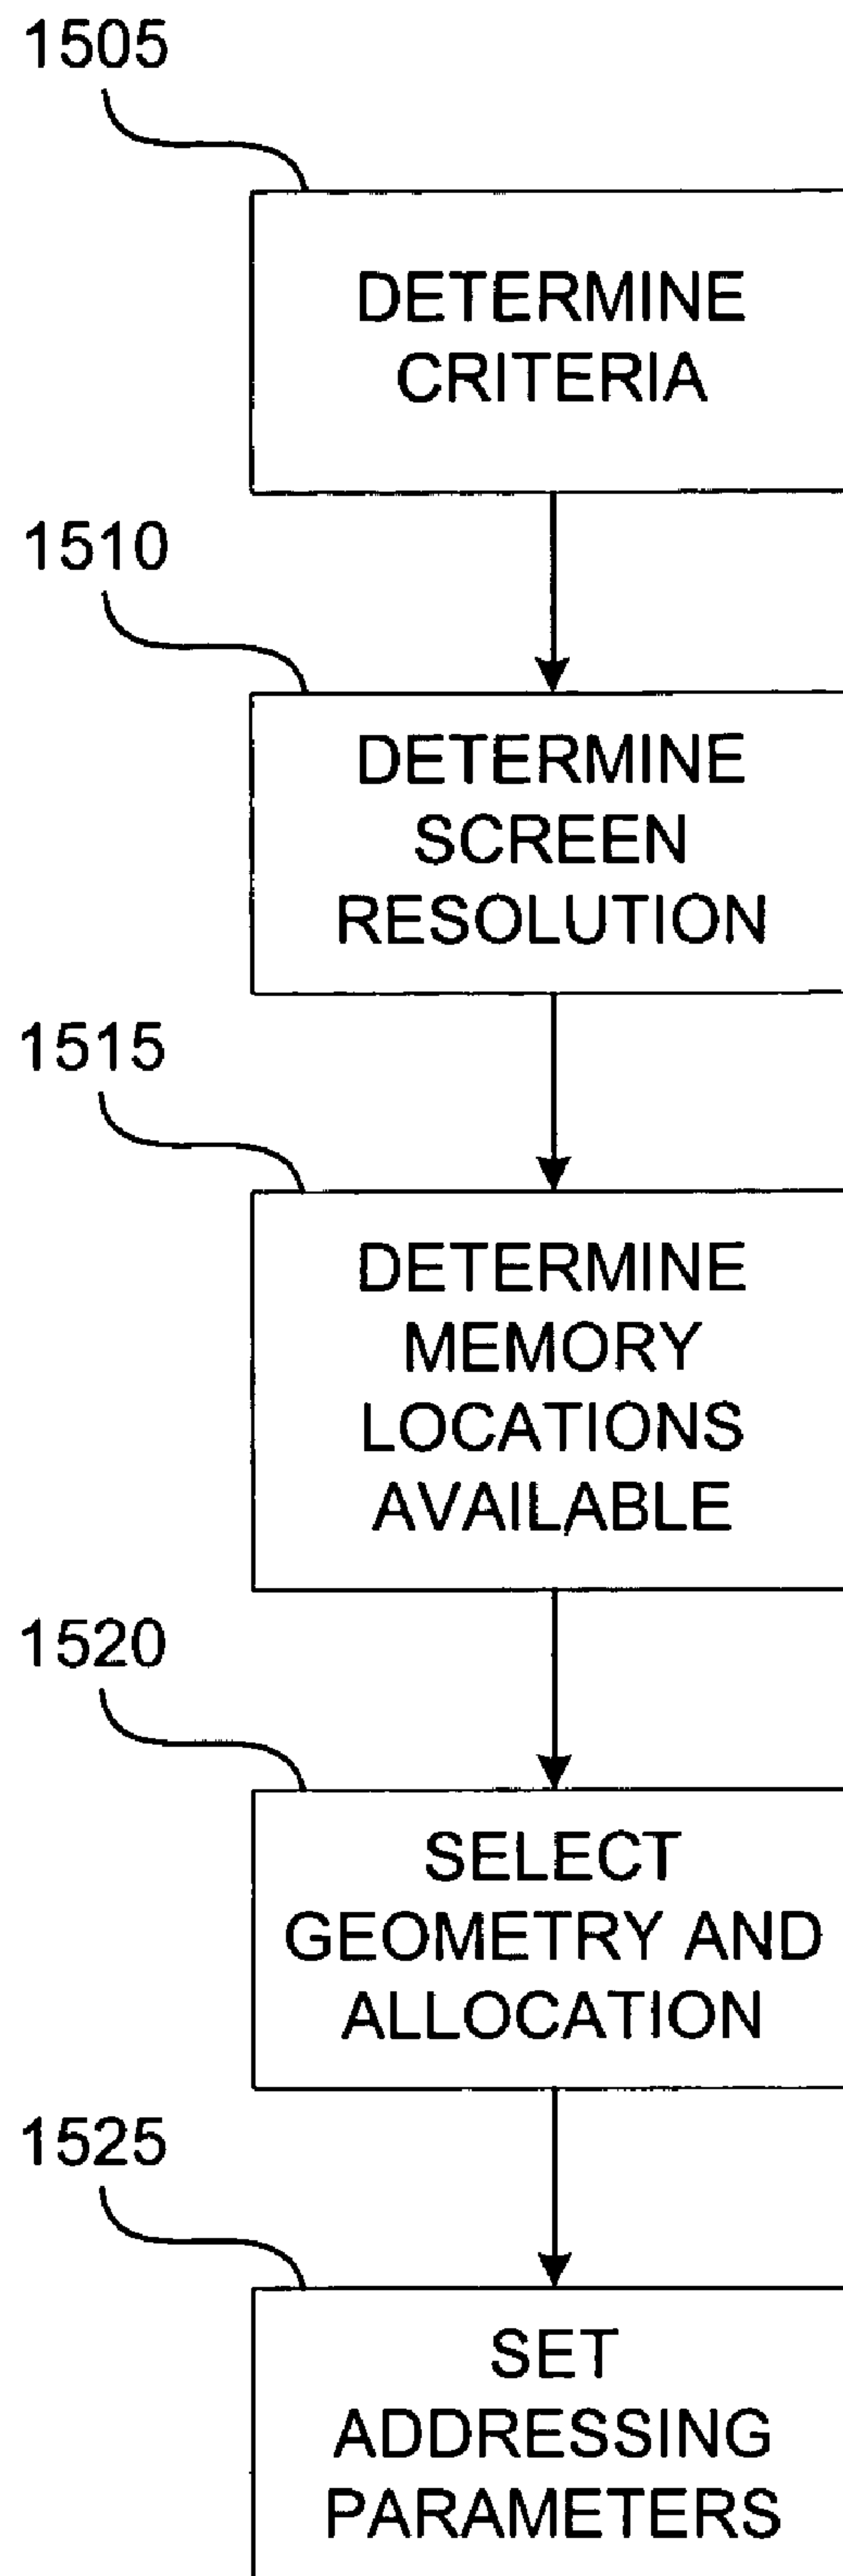 1505
DETERMINE
CRITERIA
1510
DETERMINE
SCREEN
RESOLUTION
1515
DETERMINE
MEMORY
LOCATIONS
AVAILABLE
1520
SELECT
GEOMETRY AND
ALLOCATION
1525
SET
ADDRESSING
PARAMETERS